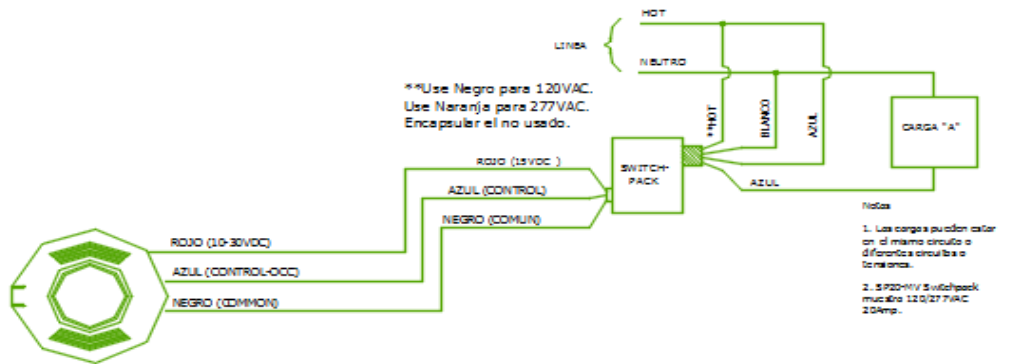 HOT
LINEA
NEUTRO
**Use Negro para 120VAC.
Use Naranja para 277VAC.
Encapsular el no usado.
**HOT
BLANCO
AZUL
CARGA "A"
ROJO (15VDC )
SWITCH-
PACK
AZUL (CONTROL)
AZUL
NEGRO (COMUN)
Notas
1. Las cargas pueden estar
en el mismo circuito o
diferentes circuitos o
tensiones.
2. SP20-MV Switchpack
muestra 120/277VAC
20Amp.
ROJO (10-30VDC)
AZUL (CONTROL-OCC)
NEGRO (COMMON)